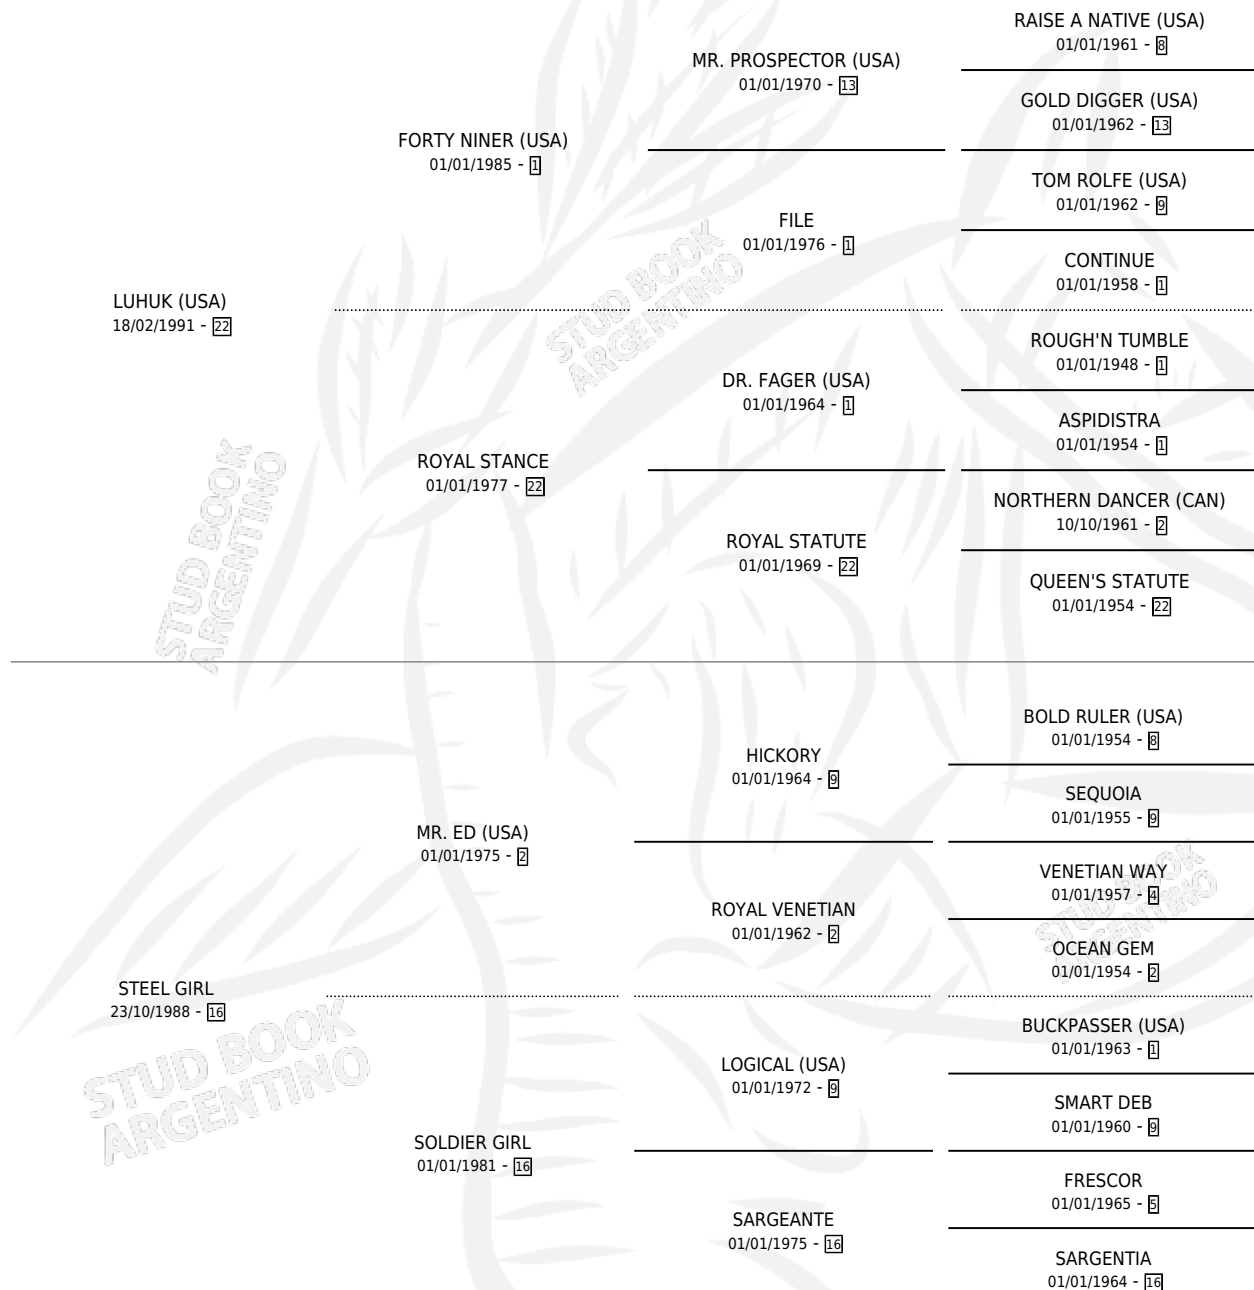 RAISE A NATIVE (USA)
01/01/1961 - 8
MR. PROSPECTOR (USA)
01/01/1970 - 13
GOLD DIGGER (USA)
01/01/1962 - 13
FORTY NINER (USA)
01/01/1985 - 1
TOM ROLFE (USA)
01/01/1962 - 9
FILE
01/01/1976 - 1
CONTINUE
01/01/1958 - 1
LUHUK (USA)
18/02/1991 - 22
ROUGH'N TUMBLE
01/01/1948 - 1
DR. FAGER (USA)
01/01/1964 - 1
ASPIDISTRA
01/01/1954 - 1
ROYAL STANCE
01/01/1977 - 22
NORTHERN DANCER (CAN)
10/10/1961 - 2
ROYAL STATUTE
01/01/1969 - 22
QUEEN'S STATUTE
01/01/1954 - 22
BOLD RULER (USA)
01/01/1954 - 8
HICKORY
01/01/1964 - 9
SEQUOIA
01/01/1955 - 9
MR. ED (USA)
01/01/1975 - 2
VENETIAN WAY
01/01/1957 - 4
ROYAL VENETIAN
01/01/1962 - 2
OCEAN GEM
01/01/1954 - 2
STEEL GIRL
23/10/1988 - 16
BUCKPASSER (USA)
01/01/1963 - 1
LOGICAL (USA)
01/01/1972 - 9
SMART DEB
01/01/1960 - 9
SOLDIER GIRL
01/01/1981 - 16
FRESCOR
01/01/1965 - 5
SARGEANTE
01/01/1975 - 16
SARGENTIA
01/01/1964 - 16
STUD BOOK
ARGENTINO
STUD BOOK
ARGENTINO
STUD BOOK
ARGENTINO
STUD BOOK
ARGENTINO